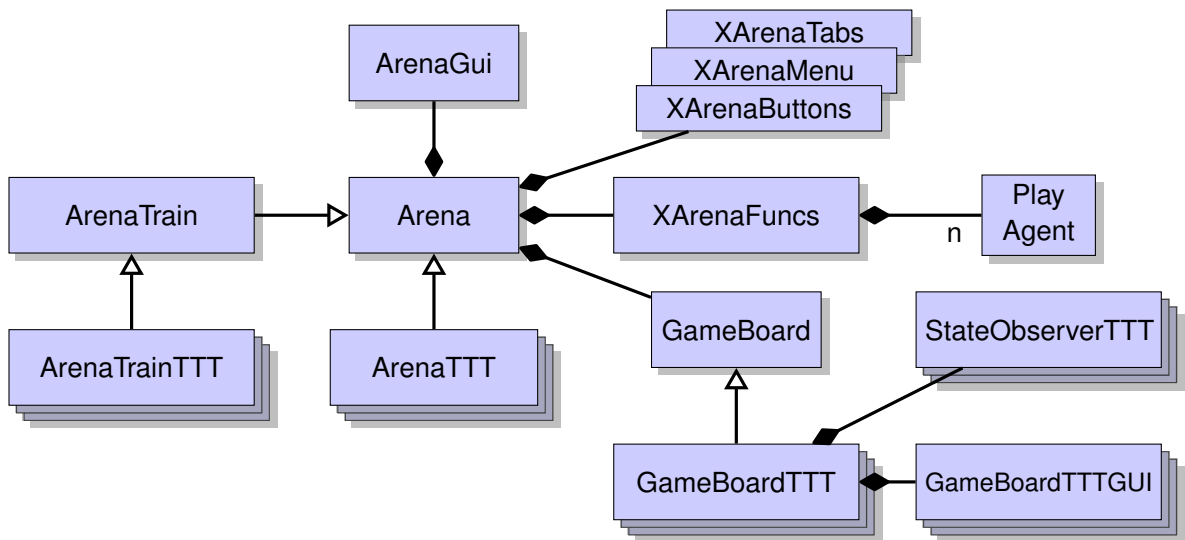 XArenaTabs
ArenaGui
XArenaMenu
XArenaButtons
ArenaTrain
Arena
XArenaFuncs
n
Play
Agent
GameBoard
StateObserverTTT
ArenaTrainTTT
ArenaTTT
GameBoardTTT
GameBoardTTTGUI